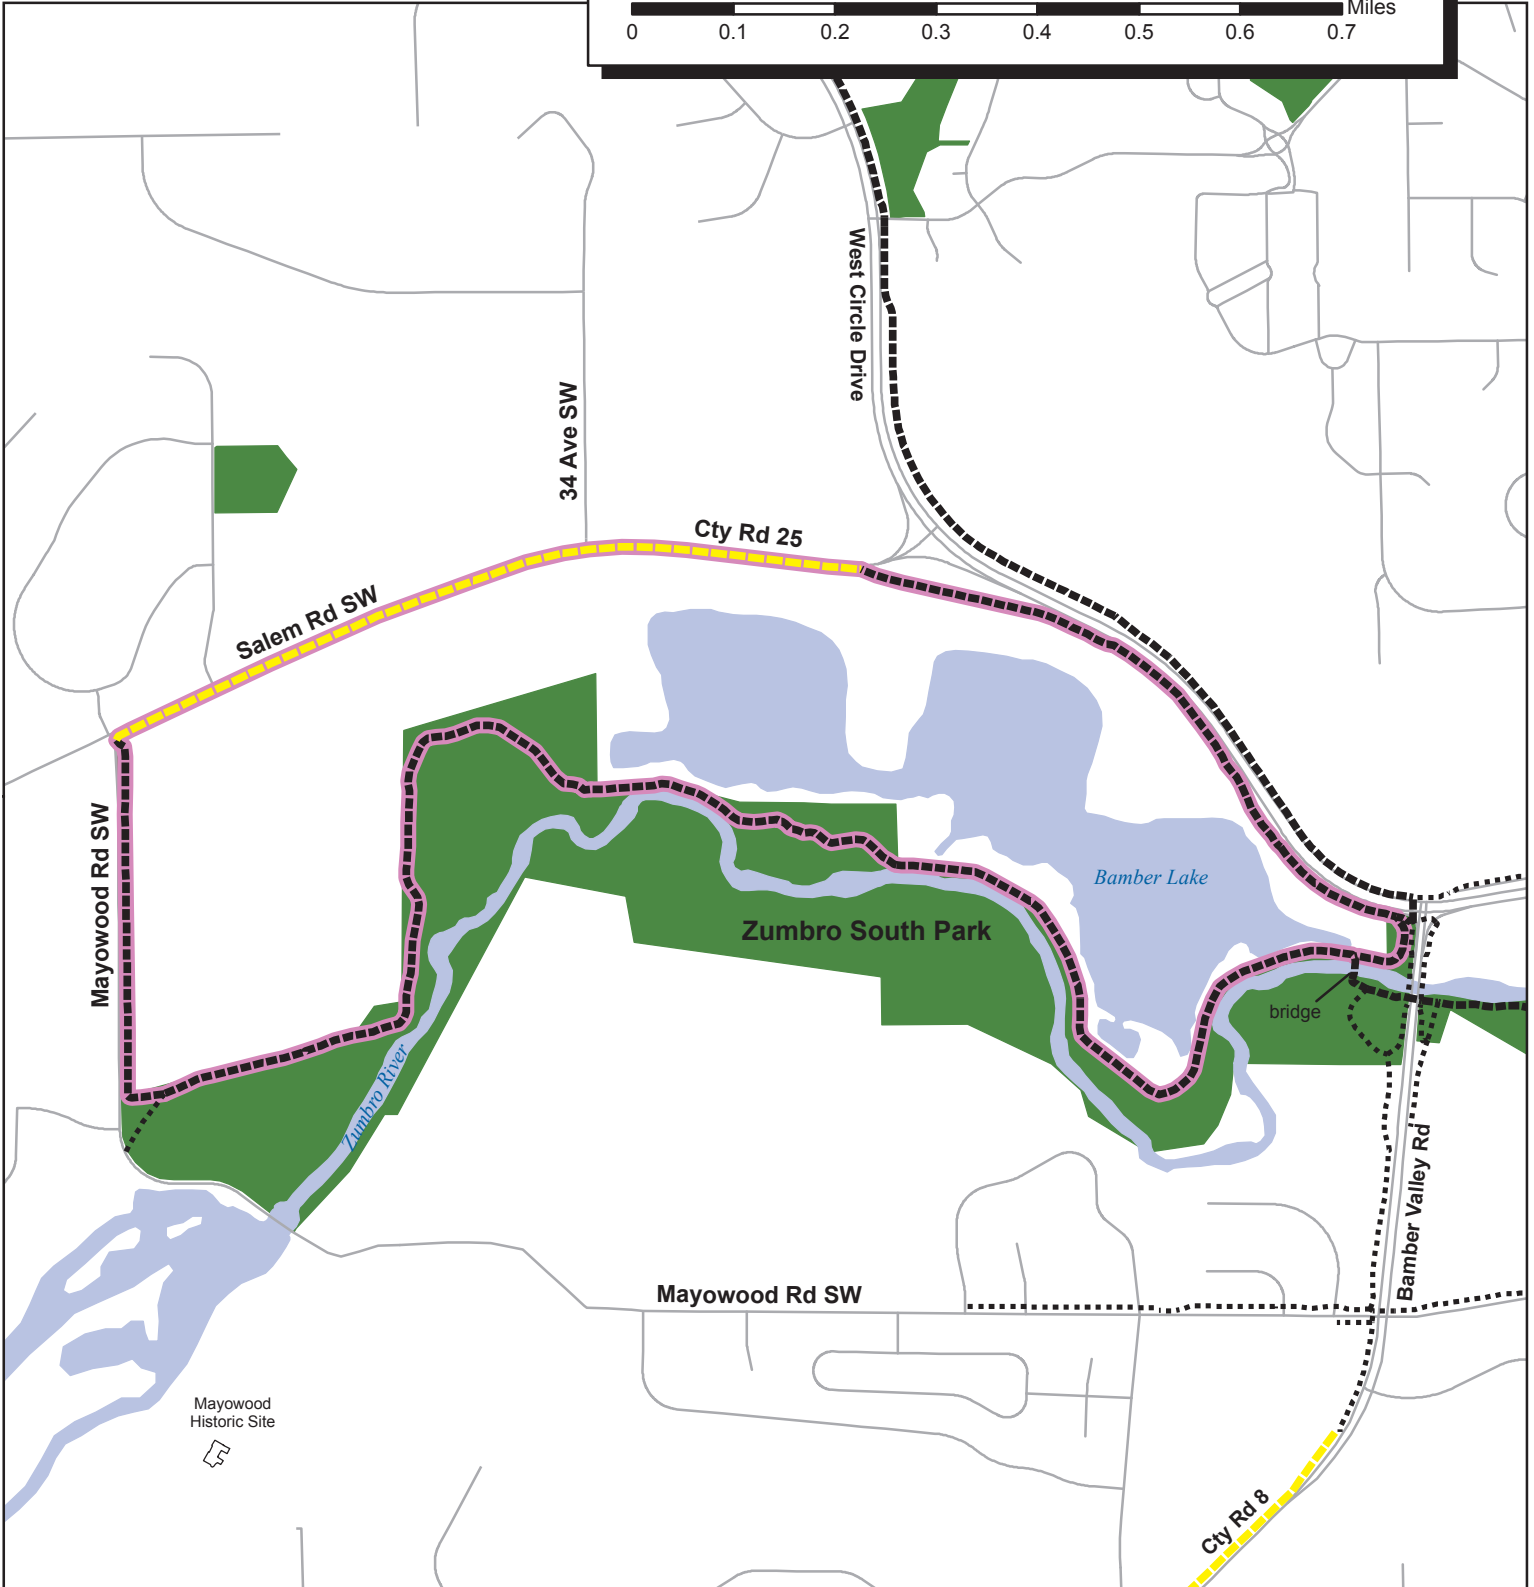 Miles
0 0.1 0.2 0.3 0.4 0.5 0.6 0.7
West Circle Drive
34 Ave SW
Cty Rd 25
Salem Rd SW
Mayowood Rd SW
Bamber Lake
Zumbro South Park
bridge
Zumbro River
Bamber Valley Rd
Mayowood Rd SW
Mayowood
Historic Site
Cty Rd 8